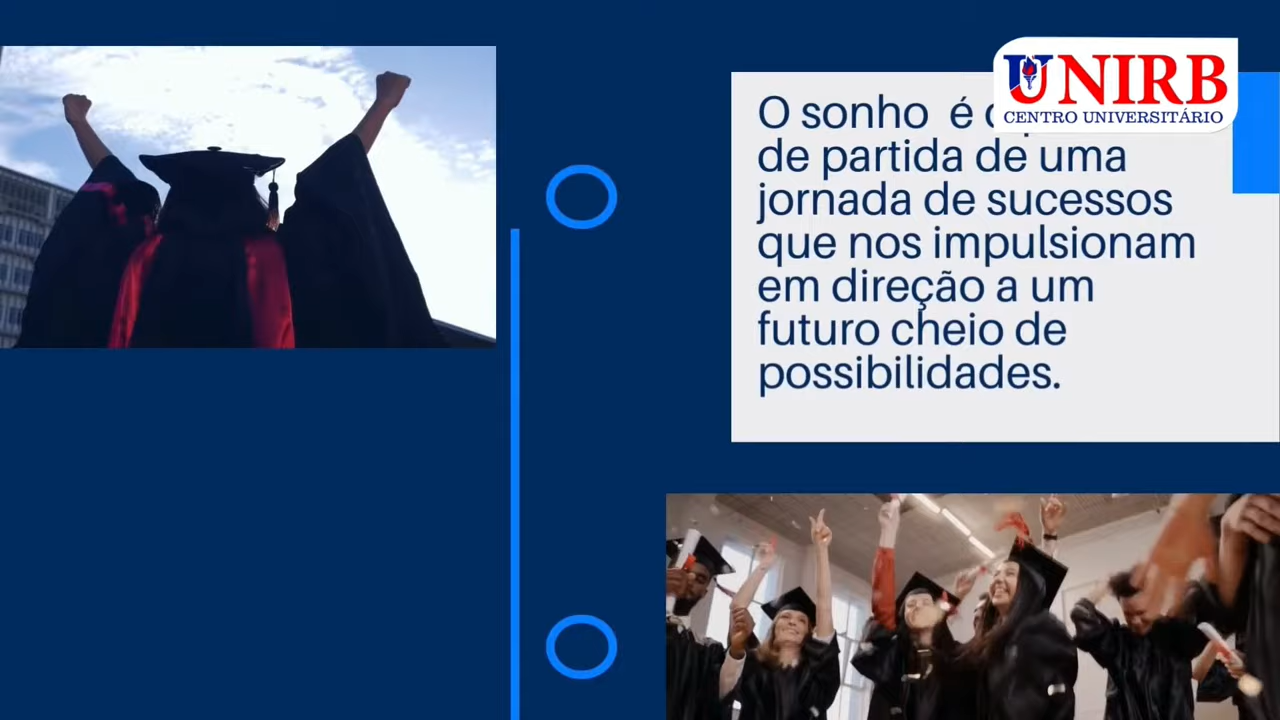 UNIRB
CENTRO UNIVERSITÁRIO
O sonho é
de partida de uma
jornada de sucessos
que nos impulsionam
em direção a um
futuro cheio de
possibilidades.